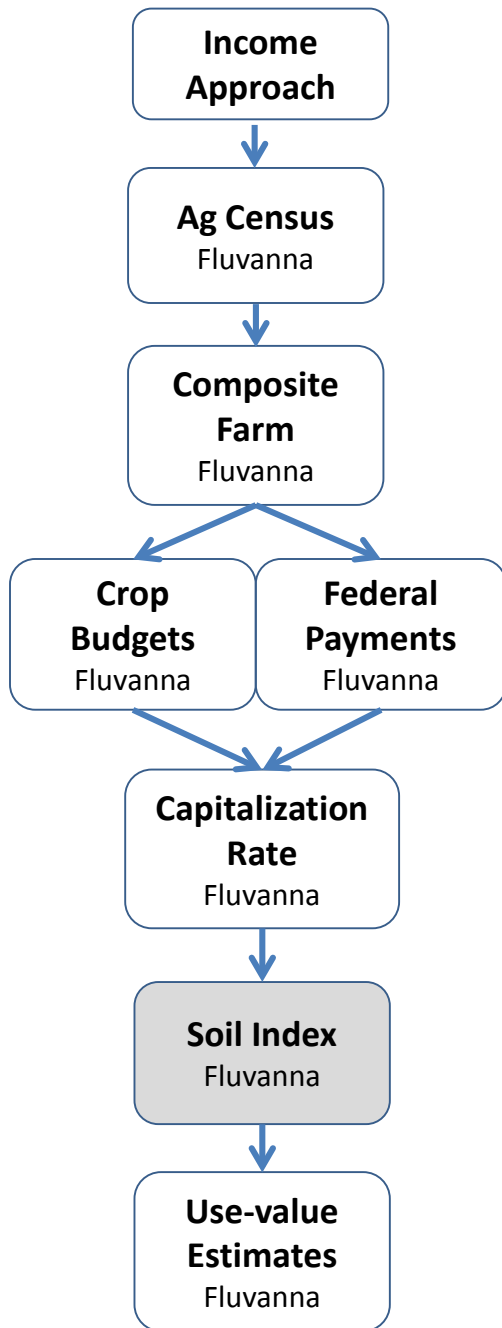 Income
Approach
Ag Census
Fluvanna
Composite
Farm
Fluvanna
Crop
Budgets
Fluvanna
Federal
Payments
Fluvanna
Capitalization
Rate
Fluvanna
Soil Index
Fluvanna
Use-value
Estimates
Fluvanna